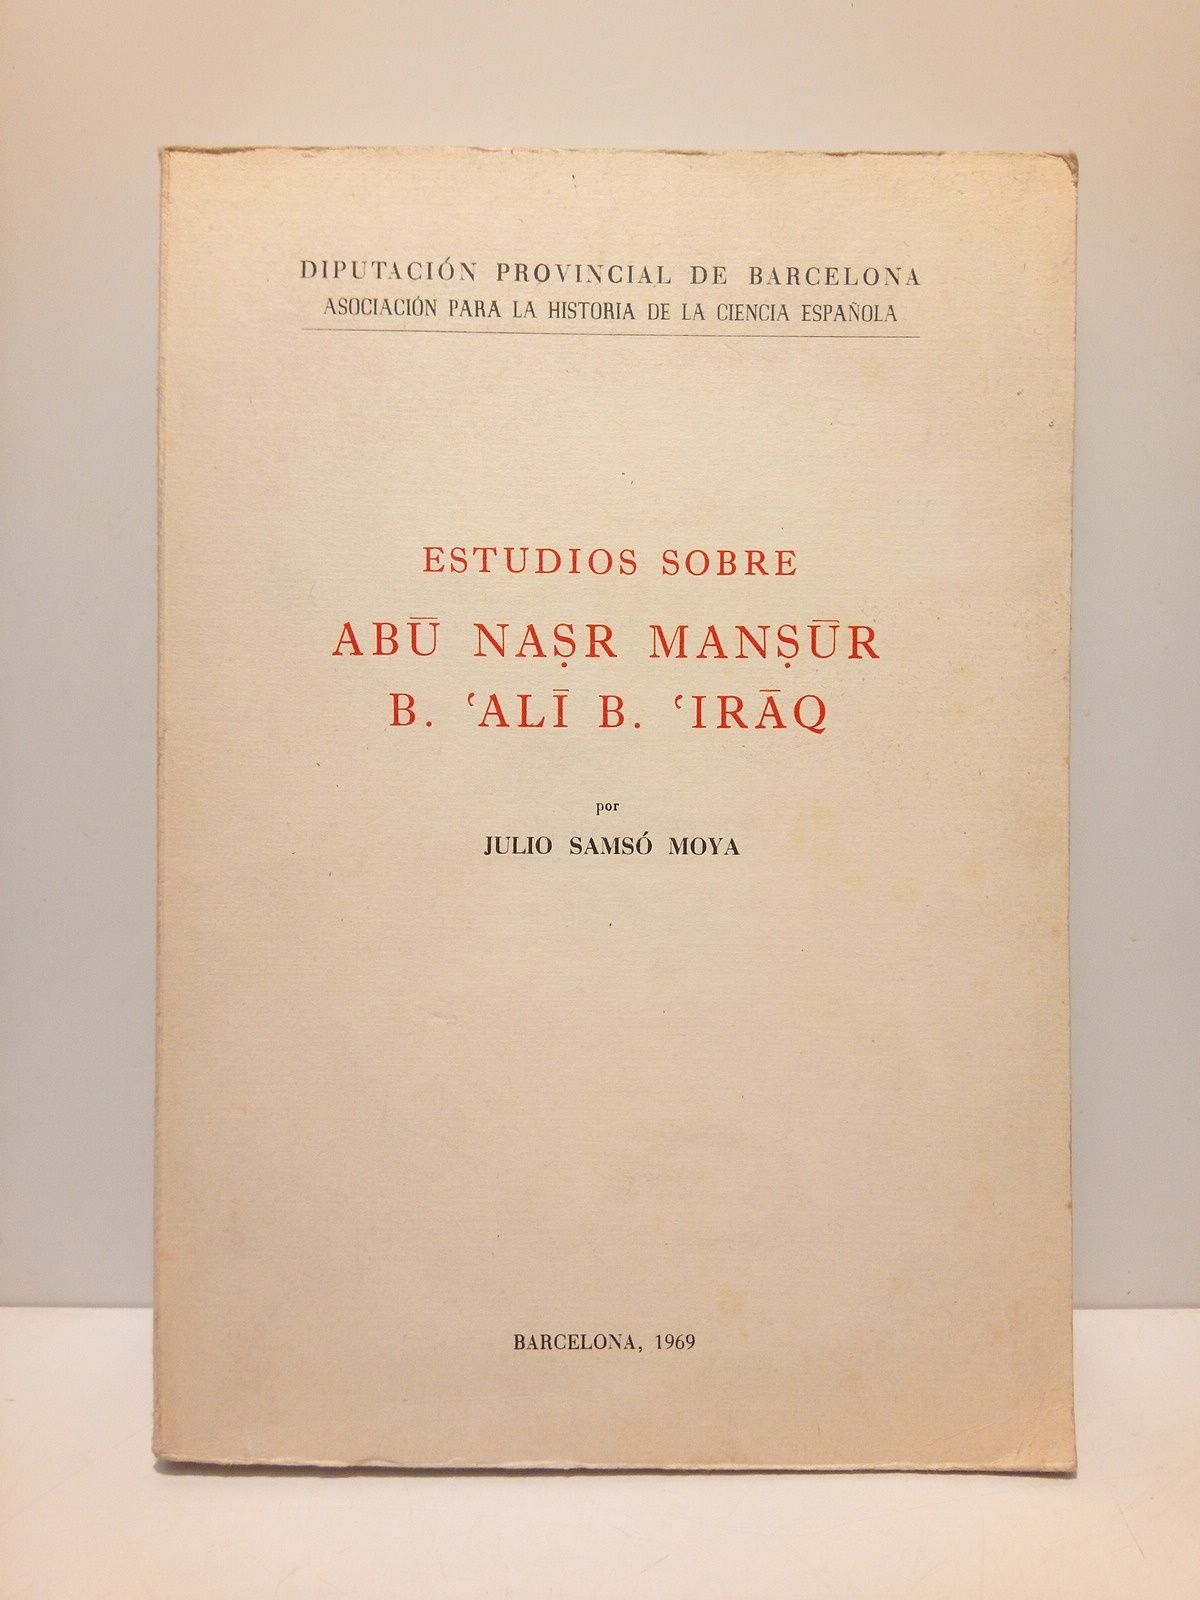 DIPUTACIÓN PROVINCIAL DE BARCELONA
ASOCIACIÓN PARA LA HISTORIA DE LA CIENCIA ESPAÑOLA
ESTUDIOS SOBRE
ABŪ NAṢR MANṢŪR
B. ʿALĪ B. ʿIRĀQ
por
JULIO SAMSÓ MOYA
BARCELONA, 1969